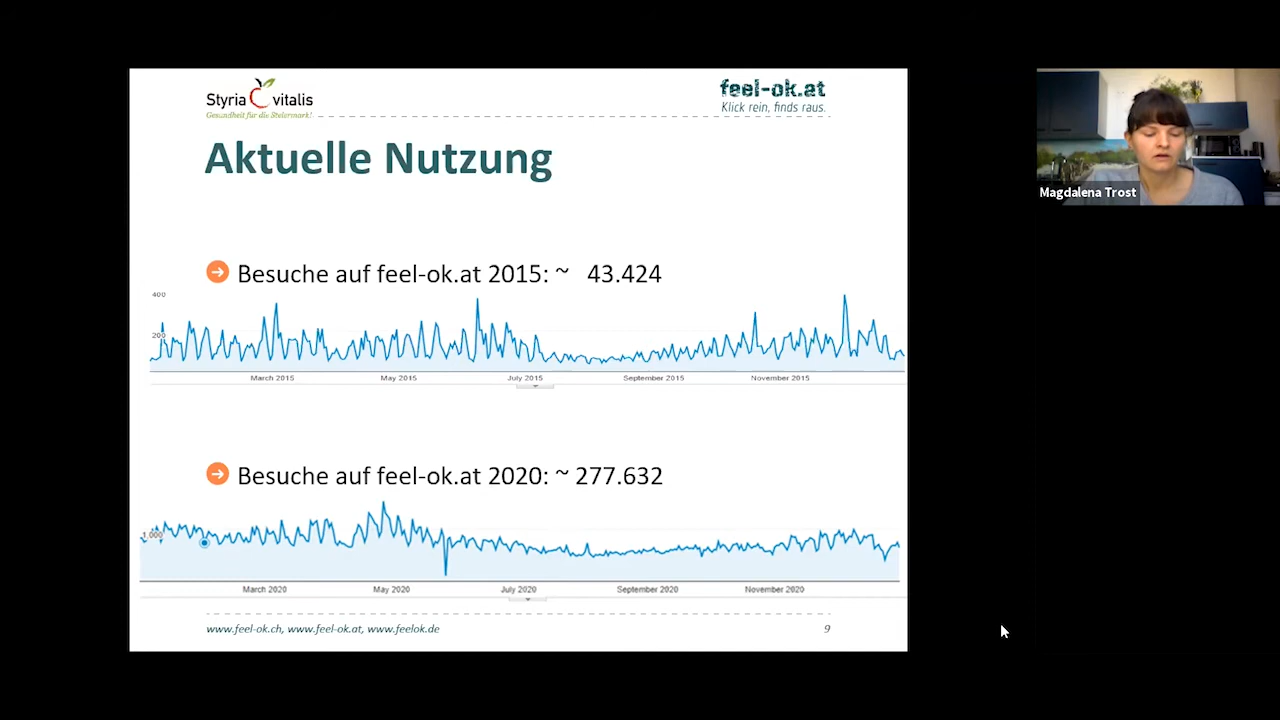 Styria vitalis
Gesundheit für die Steiermark!
feel-ok.at
Klick rein, finds raus.
Aktuelle Nutzung
Besuche auf feel-ok.at 2015: ~ 43.424
400
200
March 2015 May 2015 July 2015 September 2015 November 2015
Besuche auf feel-ok.at 2020: ~ 277.632
1,000
March 2020 May 2020 July 2020 September 2020 November 2020
www.feel-ok.ch, www.feel-ok.at, www.feelok.de
9
Magdalena Trost